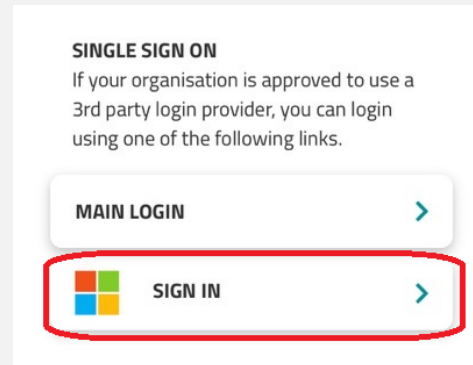 SINGLE SIGN ON
If your organisation is approved to use a
3rd party login provider, you can login
using one of the following links.
MAIN LOGIN
SIGN IN